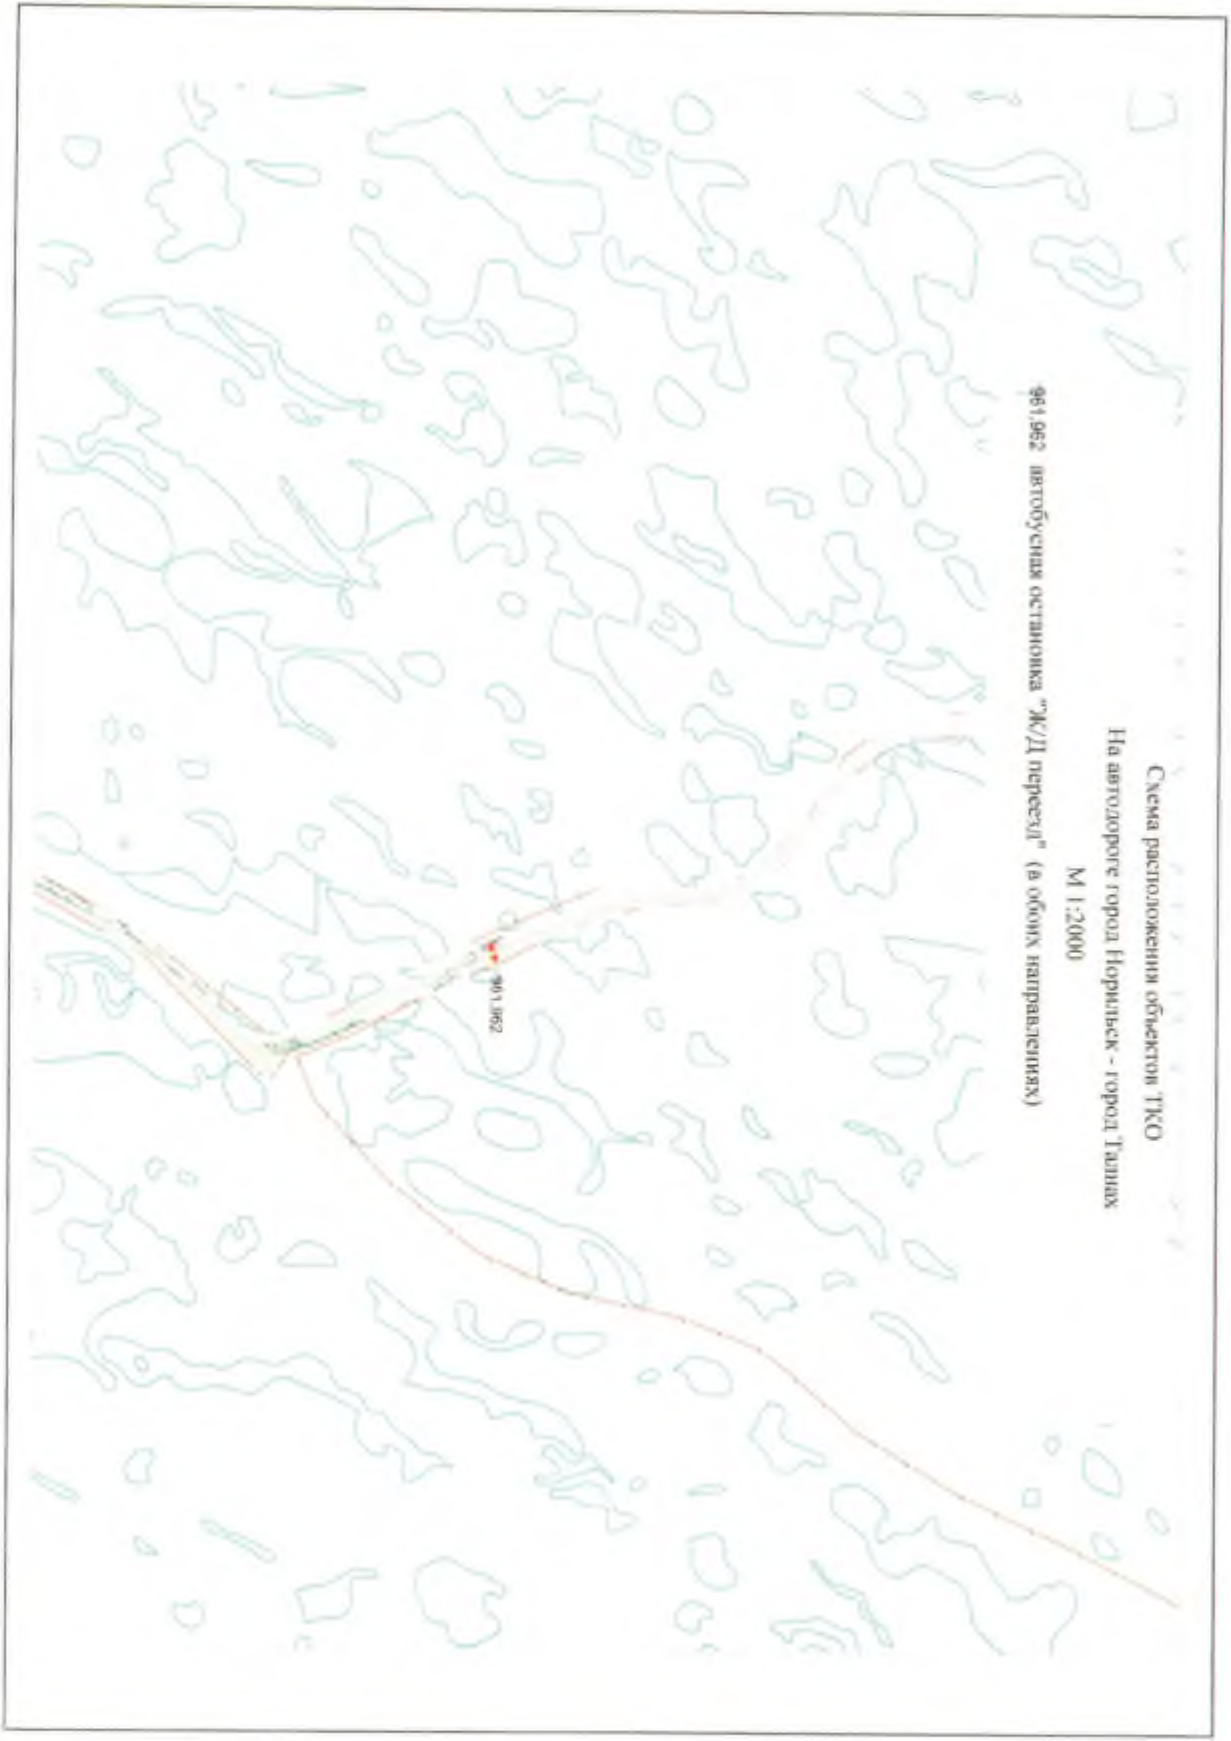 Схема расположения объектов ТКО
На автодороге город Норильск - город Талнах
М 1:2000
961,962 автобусная остановка "Ж/Д переезд" (в обоих направлениях)
961,962